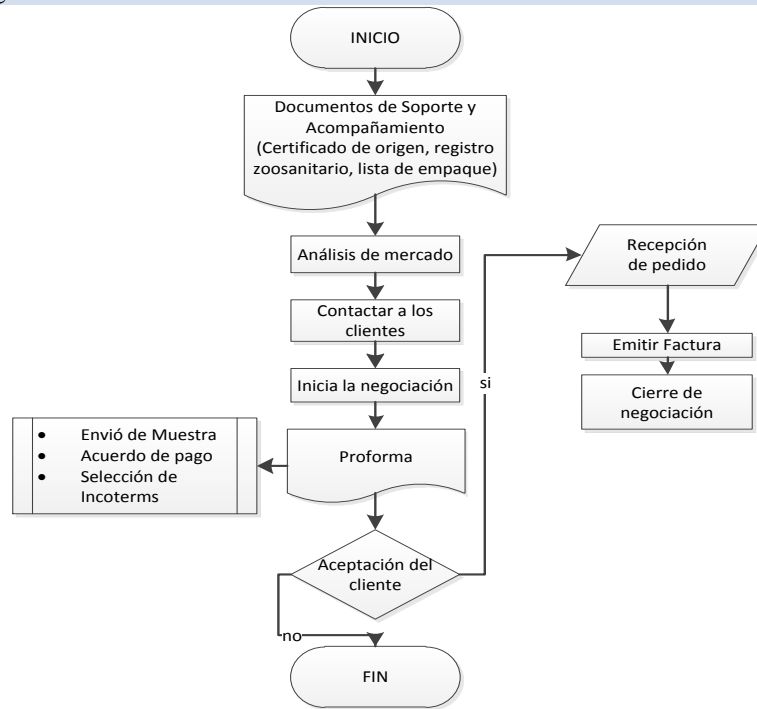 INICIO
Documentos de Soporte y
Acompañamiento
(Certificado de origen, registro
zoosanitario, lista de empaque)
Análisis de mercado
Contactar a los
clientes
Inicia la negociación
Proforma
• Envió de Muestra
• Acuerdo de pago
• Selección de
Incoterms
Aceptación del
cliente
no
FIN
si
Recepción
de pedido
Emitir Factura
Cierre de
negociación